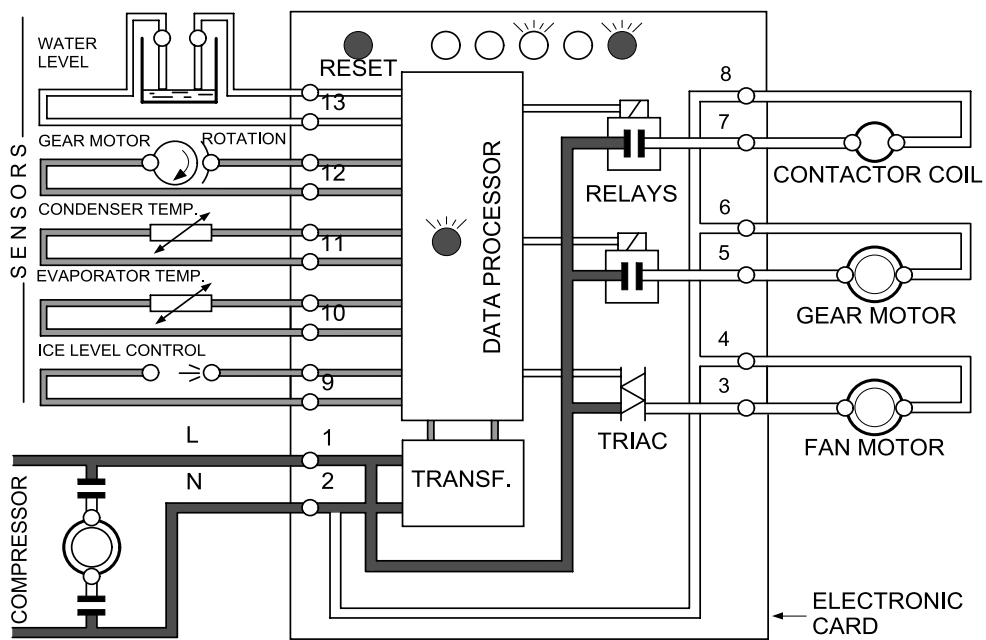 SENSORS
WATER
LEVEL
RESET
13
8
7
GEAR MOTOR
ROTATION
12
CONTACTOR COIL
RELAYS
CONDENSER TEMP.
11
6
5
DATA PROCESSOR
EVAPORATOR TEMP.
10
GEAR MOTOR
ICE LEVEL CONTROL
9
4
3
TRIAC
FAN MOTOR
L
1
N
2
TRANSF.
COMPRESSOR
ELECTRONIC
CARD